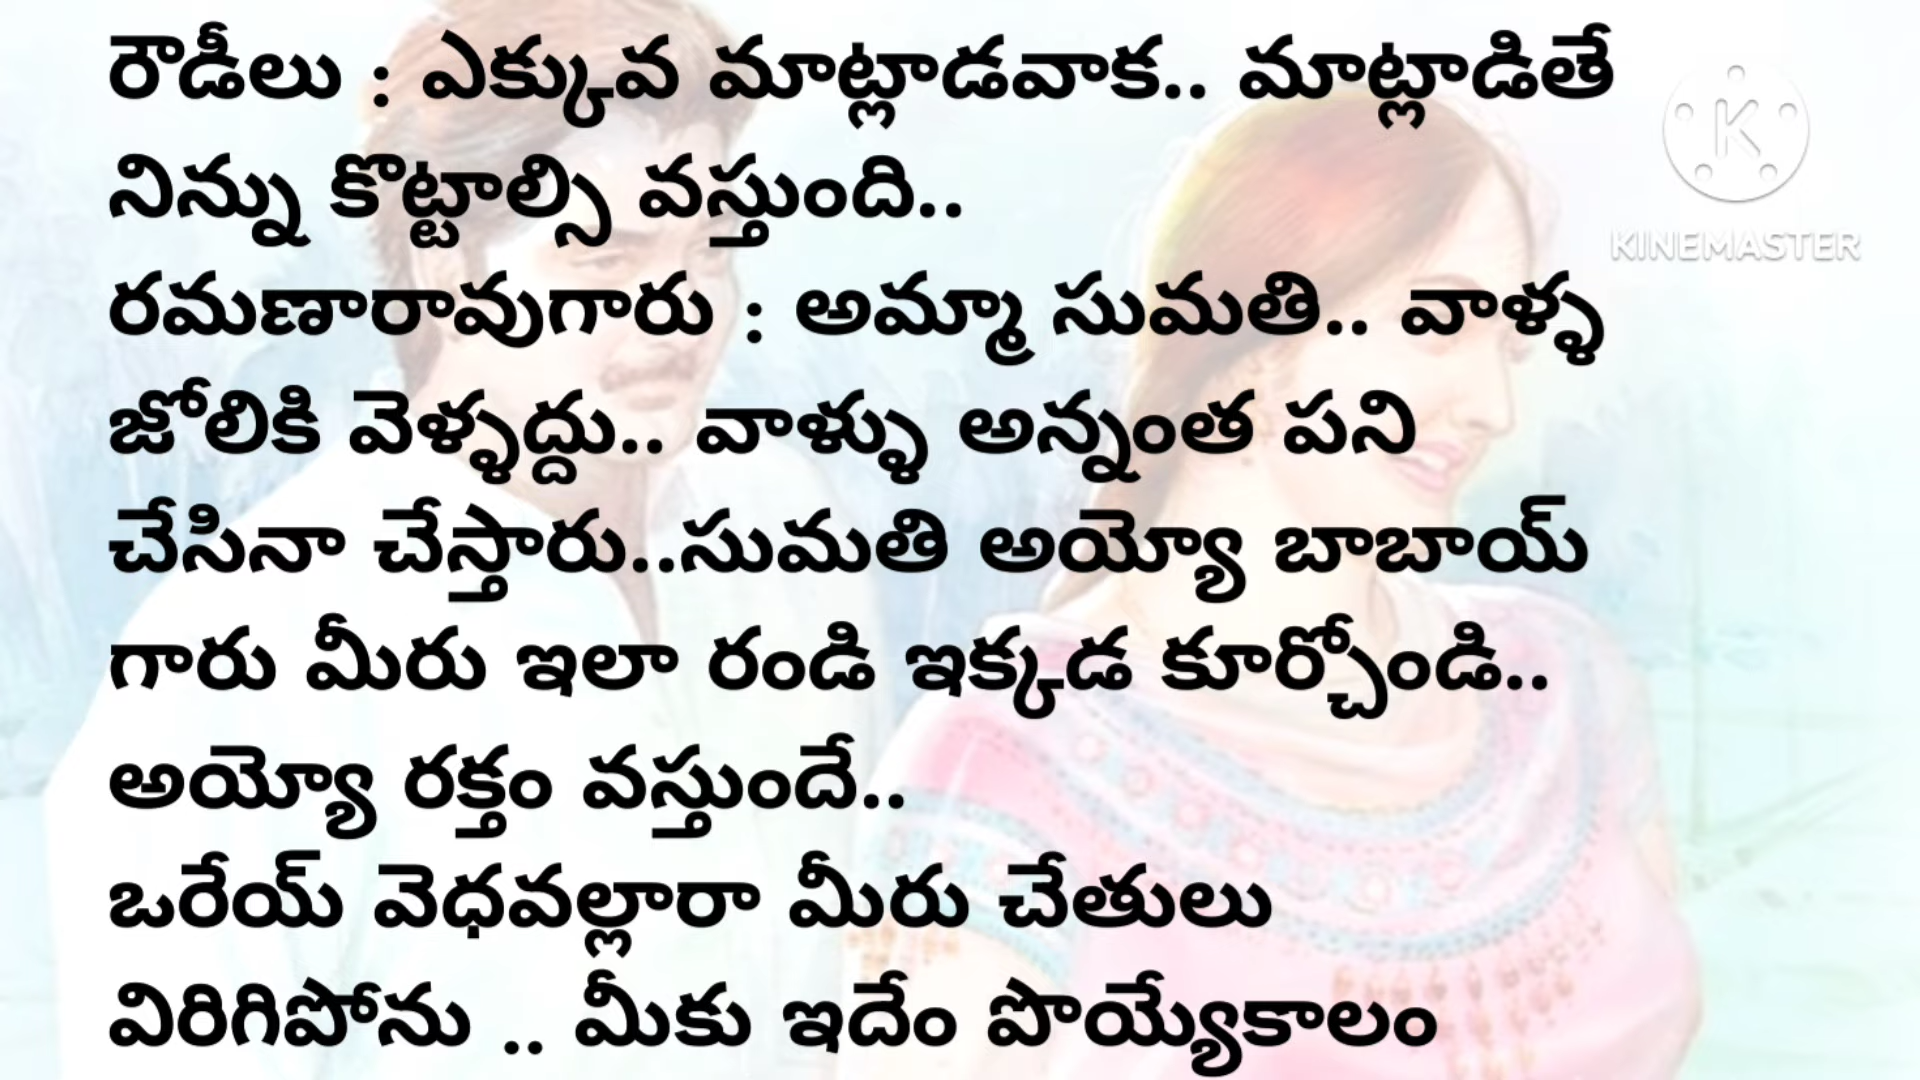 రౌడీలు : ఎక్కువ మాట్లాడవాక.. మాట్లాడితే
నిన్ను కొట్టాల్సి వస్తుంది..
రమణారావుగారు : అమ్మా సుమతి.. వాళ్ళ
జోలికి వెళ్ళద్దు.. వాళ్ళు అన్నంత పని
చేసినా చేస్తారు..సుమతి అయ్యో బాబాయ్
గారు మీరు ఇలా రండి ఇక్కడ కూర్చోండి..
అయ్యో రక్తం వస్తుందే..
ఒరేయ్ వెధవల్లారా మీరు చేతులు
విరిగిపోను .. మీకు ఇదేం పొయ్యేకాలం
K
KINEMASTER